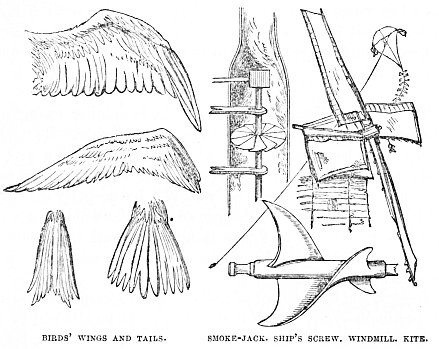 BIRDS' WINGS AND TAILS.
SMOKE-JACK. SHIP'S SCREW. WINDMILL. KITE.